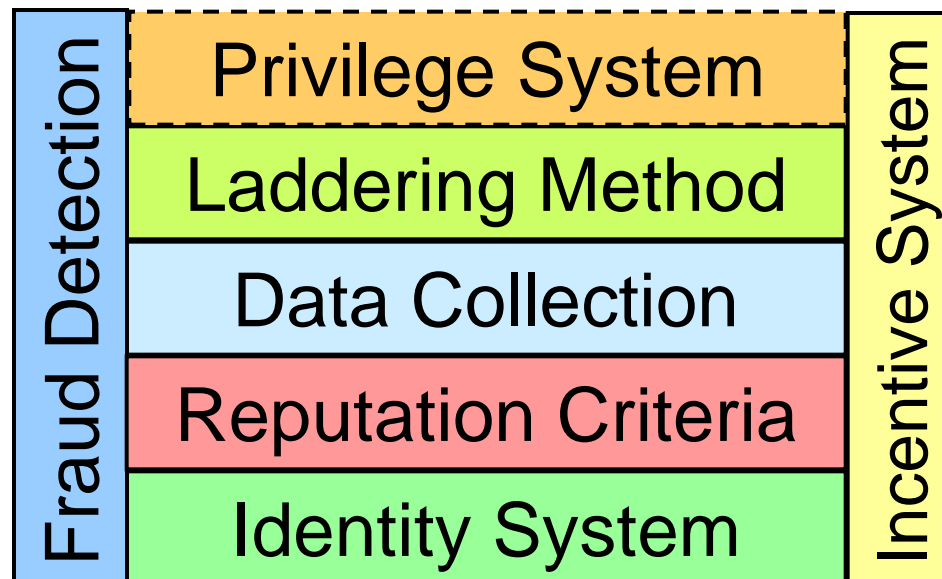 Fraud Detection
Privilege System
Laddering Method
Data Collection
Reputation Criteria
Identity System
Incentive System